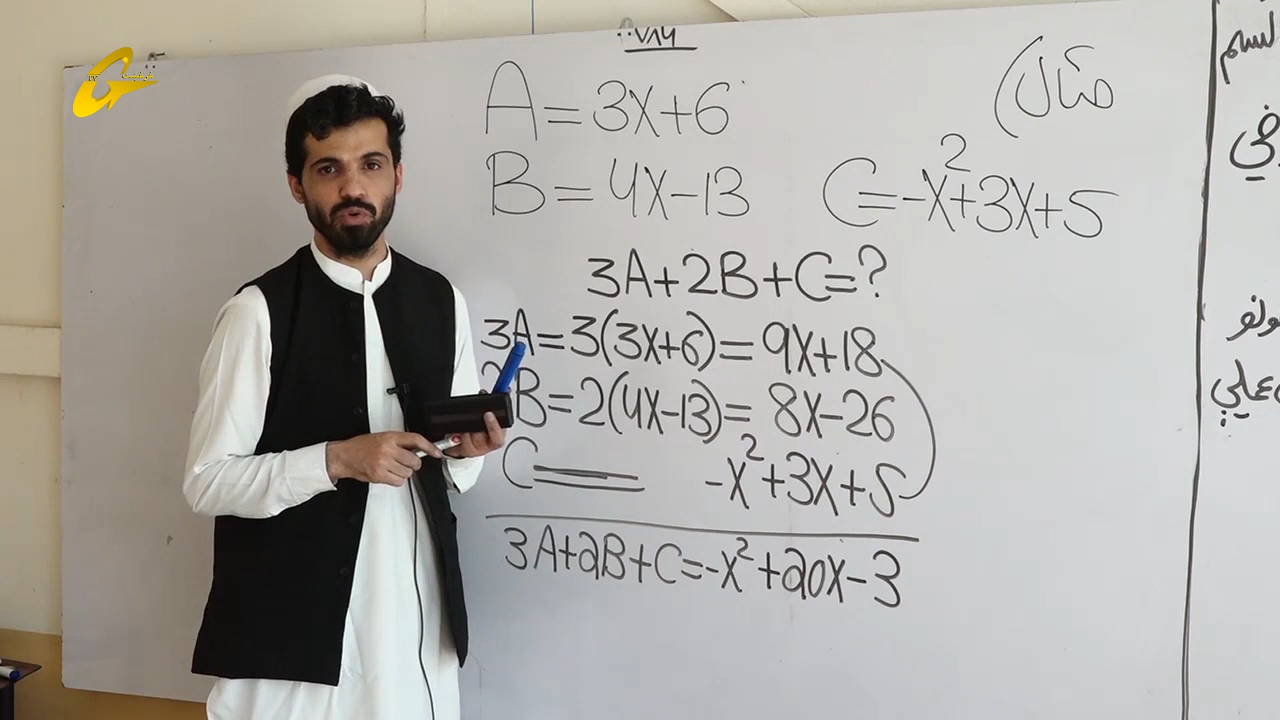 ۷۸۶
مثال)
A=3X+6
B=4X-13
C=-X²+3X+5
3A+2B+C=?
3A=3(3X+6)=9X+18
2B=2(4X-13)=8X-26
C= -X²+3X+5
3A+2B+C=-X²+20X-3